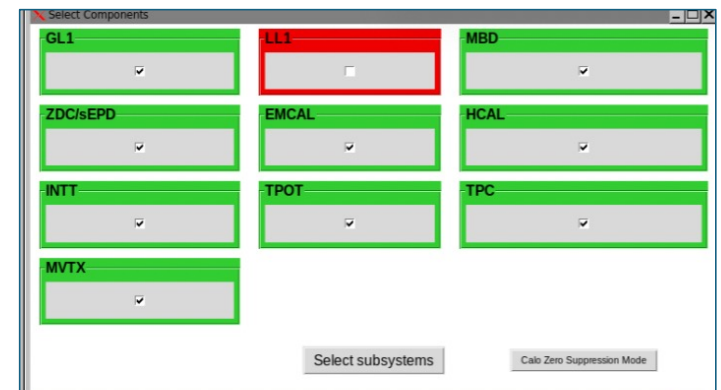 Select Components
GL1
LL1
MBD
ZDC/sEPD
EMCAL
HCAL
INTT
TPOT
TPC
MVTX
Select subsystems
Calo Zero Suppression Mode